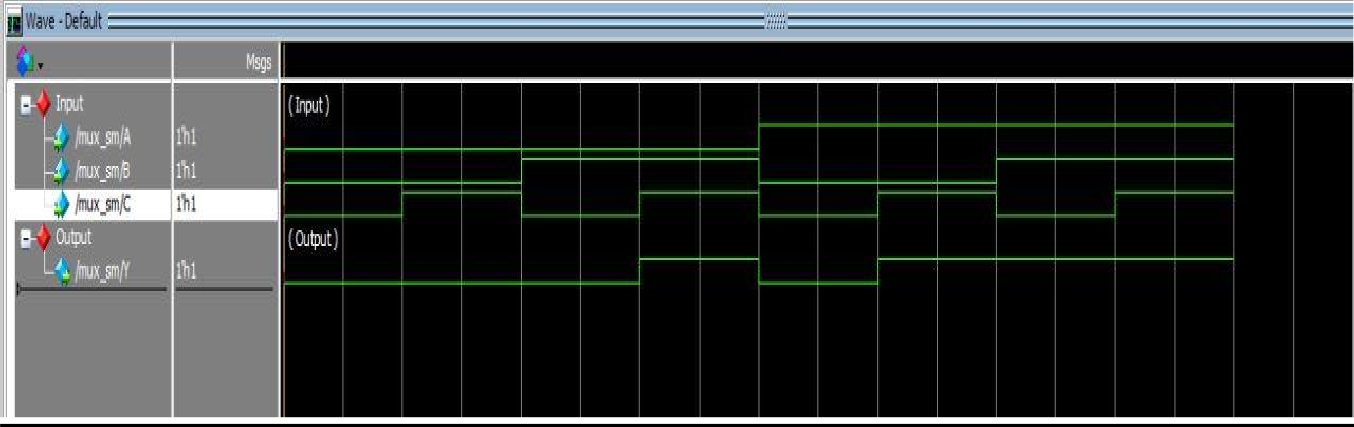 Wave - Default
Msgs
Input
(Input)
/mux_sm/A 1'h1
/mux_sm/B 1'h1
/mux_sm/C 1'h1
Output
(Output)
/mux_sm/Y 1'h1